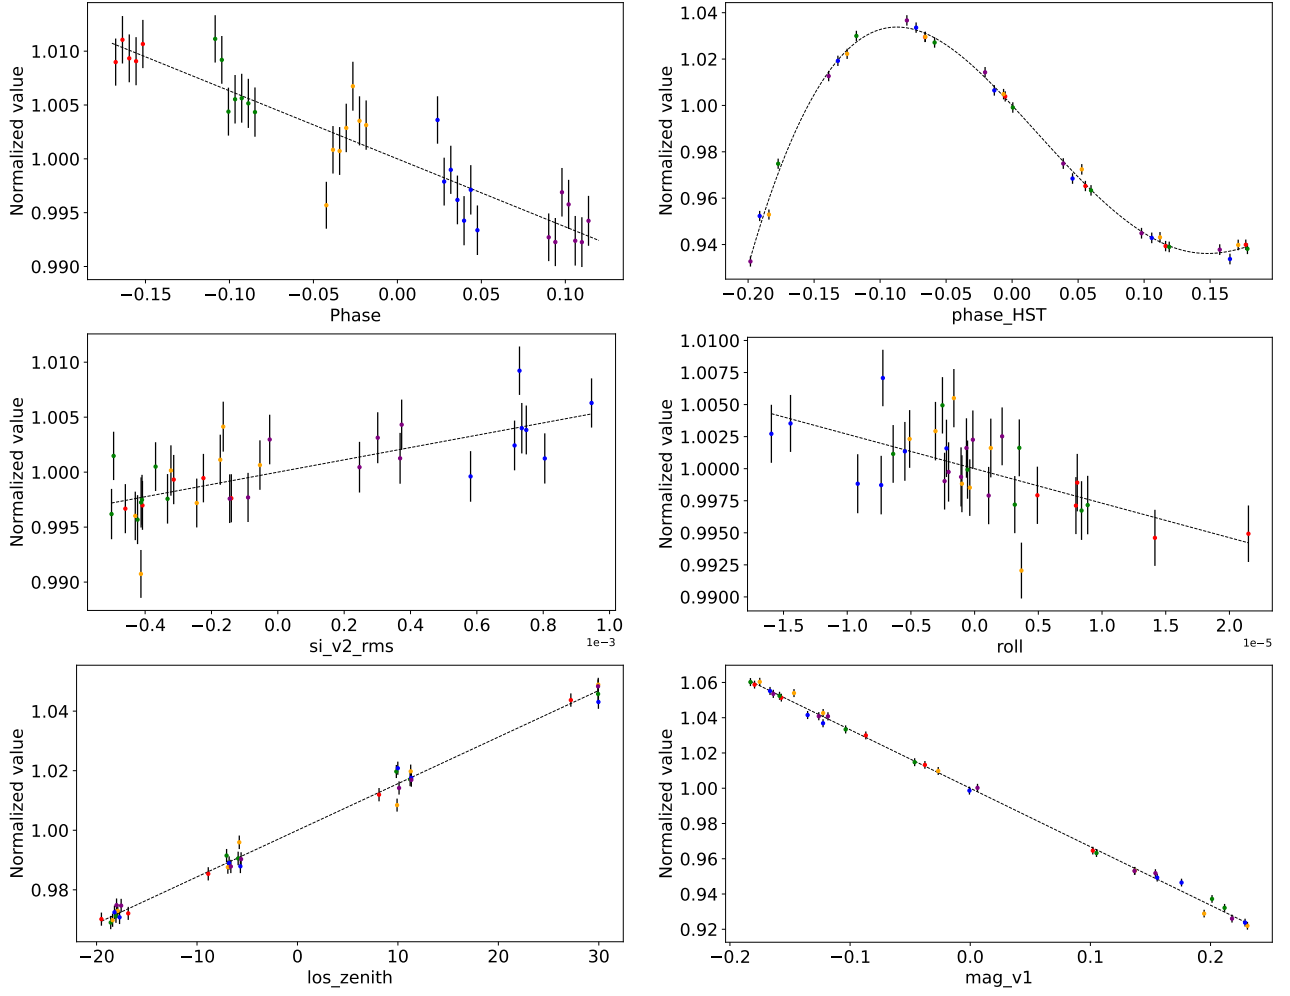 1.010
1.005
1.000
0.995
0.990
Normalized value
−0.15 −0.10 −0.05 0.00 0.05 0.10
Phase
1.04
1.02
1.00
0.98
0.96
0.94
Normalized value
−0.20 −0.15 −0.10 −0.05 0.00 0.05 0.10 0.15
phase_HST
1.010
1.005
1.000
0.995
0.990
Normalized value
−0.4 −0.2 0.0 0.2 0.4 0.6 0.8 1.0
si_v2_rms
1e−3
1.0100
1.0075
1.0050
1.0025
1.0000
0.9975
0.9950
0.9925
0.9900
Normalized value
−1.5 −1.0 −0.5 0.0 0.5 1.0 1.5 2.0
roll
1e−5
1.04
1.02
1.00
0.98
Normalized value
−20 −10 0 10 20 30
los_zenith
1.06
1.04
1.02
1.00
0.98
0.96
0.94
0.92
Normalized value
−0.2 −0.1 0.0 0.1 0.2
mag_v1